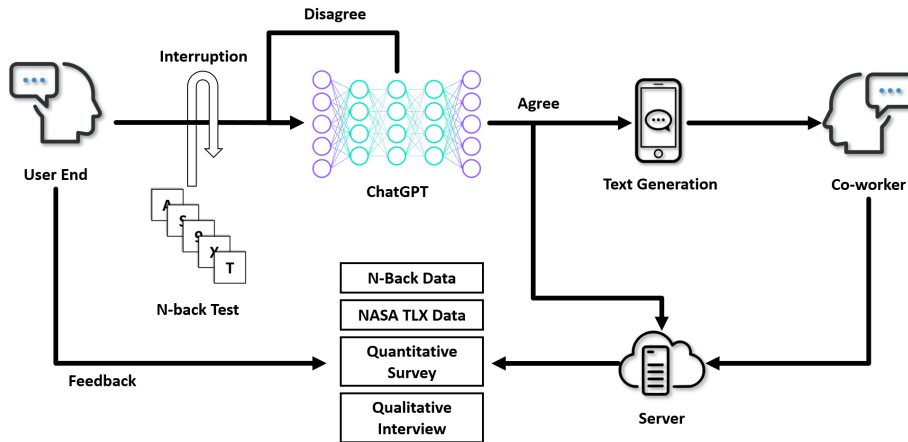 Disagree
Interruption
Agree
User End
ChatGPT
Text Generation
Co-worker
A
S
9
X
T
N-back Test
N-Back Data
NASA TLX Data
Quantitative
Survey
Qualitative
Interview
Feedback
Server